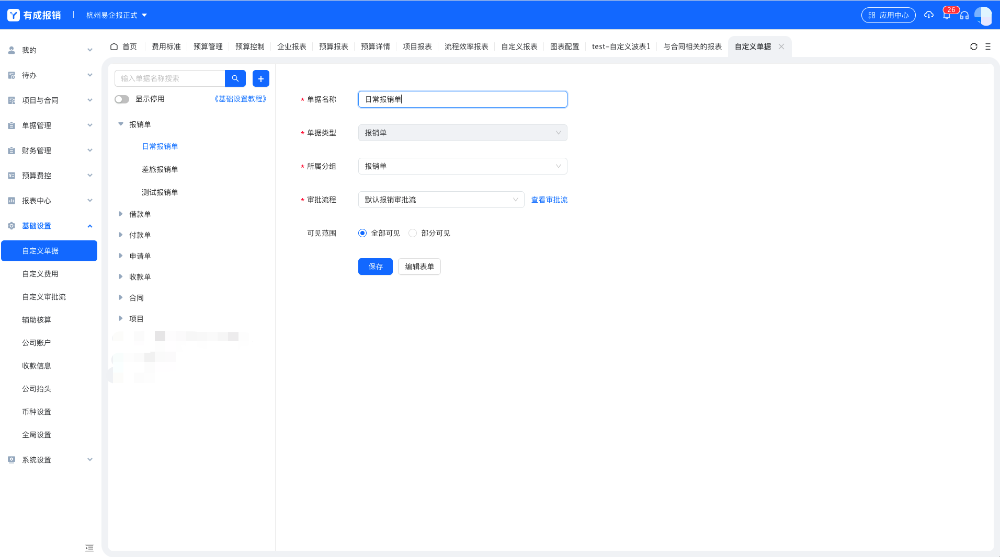 有成报销
杭州易企报正式
应用中心
26
我的
待办
项目与合同
单据管理
财务管理
预算费控
报表中心
基础设置
自定义单据
自定义费用
自定义审批流
辅助核算
公司账户
收款信息
公司抬头
币种设置
全局设置
系统设置
首页 费用标准 预算管理 预算控制 企业报表 预算报表 预算详情 项目报表 流程效率报表 自定义报表 图表配置 test-自定义波表1 与合同相关的报表 自定义单据
输入单据名称搜索
显示停用 《基础设置教程》
报销单
日常报销单
差旅报销单
测试报销单
借款单
付款单
申请单
收款单
合同
项目
* 单据名称 日常报销单
* 单据类型 报销单
* 所属分组 报销单
* 审批流程 默认报销审批流 查看审批流
可见范围 全部可见 部分可见
保存 编辑表单